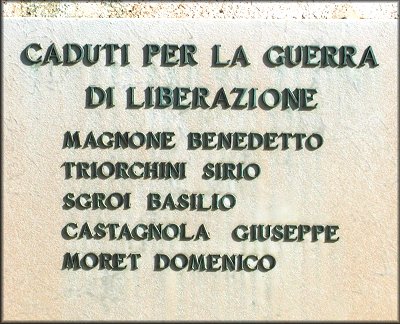 CADUTI PER LA GUERRA
DI LIBERAZIONE
MAGNONE BENEDETTO
TRIORCHINI SIRIO
SGROI BASILIO
CASTAGNOLA GIUSEPPE
MORET DOMENICO